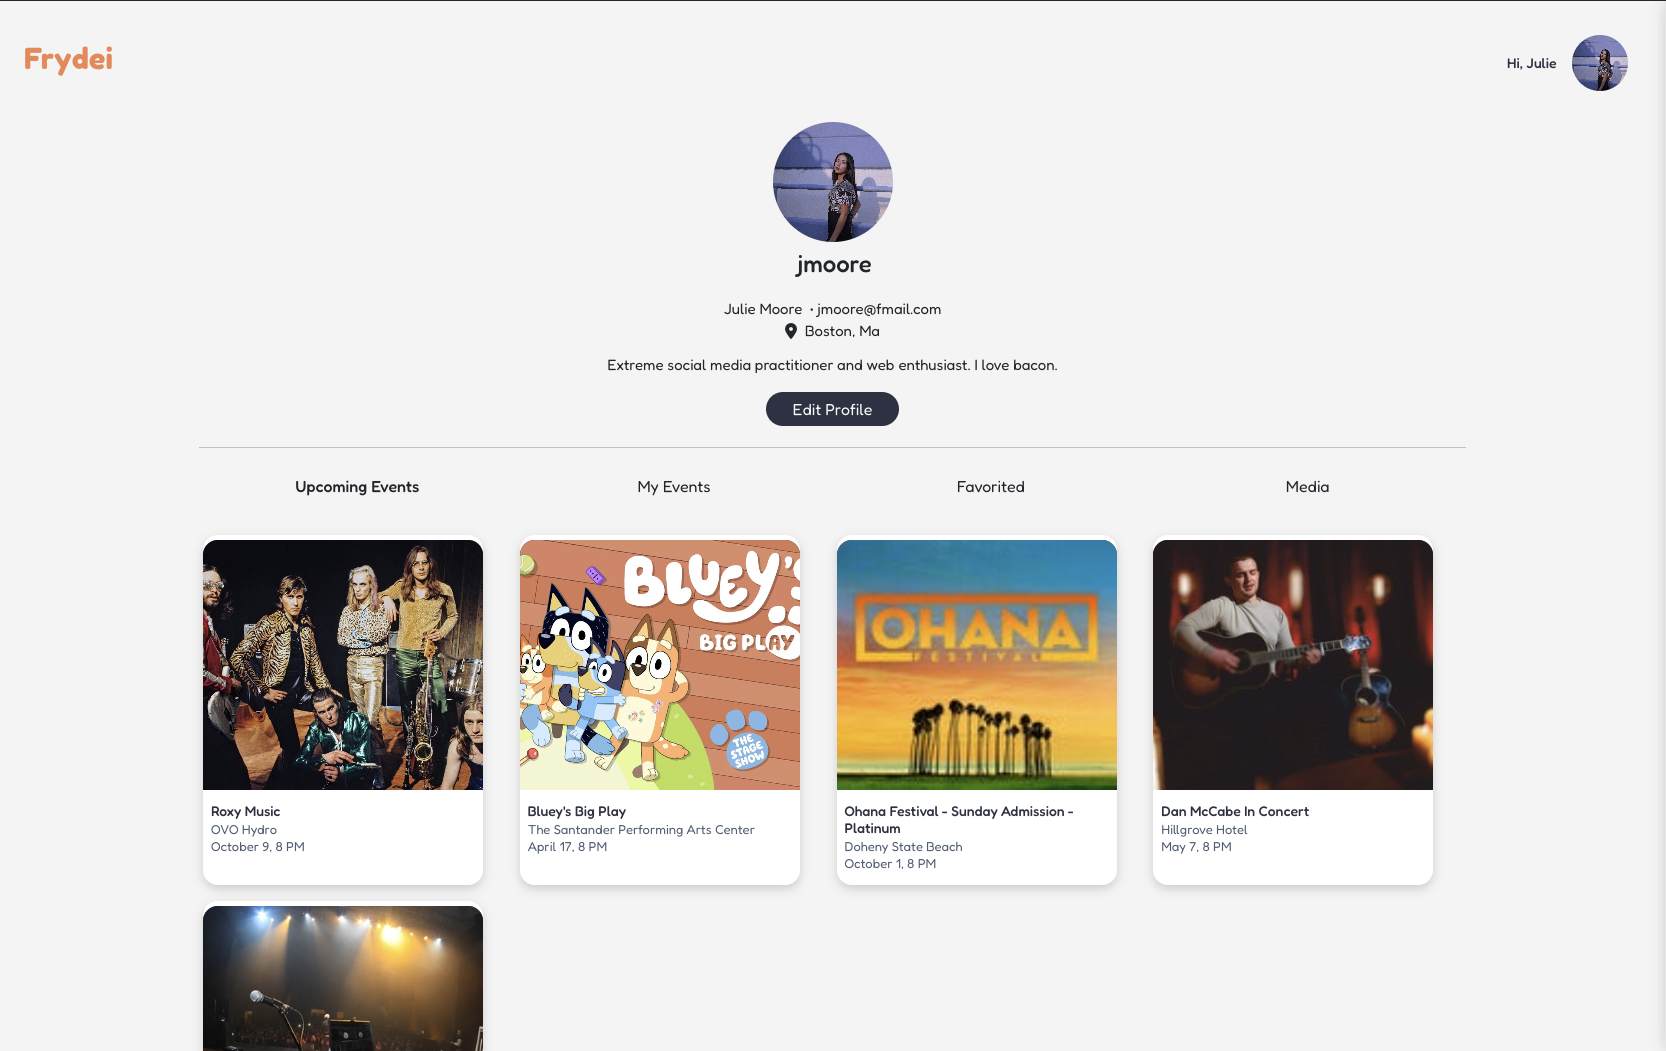 Frydei
Hi, Julie
jmoore
Julie Moore · jmoore@fmail.com
Boston, Ma
Extreme social media practitioner and web enthusiast. I love bacon.
Edit Profile
Upcoming Events
My Events
Favorited
Media
BLUEY'S
BIG PLAY
THE
STAGE
SHOW
OHANA
FESTIVAL
Roxy Music
OVO Hydro
October 9, 8 PM
Bluey's Big Play
The Santander Performing Arts Center
April 17, 8 PM
Ohana Festival - Sunday Admission -
Platinum
Doheny State Beach
October 1, 8 PM
Dan McCabe In Concert
Hillgrove Hotel
May 7, 8 PM